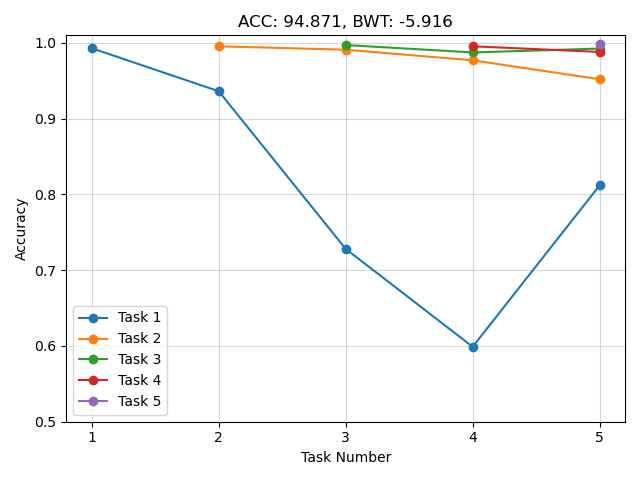 ACC: 94.871, BWT: -5.916
1.0
0.9
0.8
0.7
0.6
0.5
Accuracy
Task 1
Task 2
Task 3
Task 4
Task 5
1 2 3 4 5
Task Number